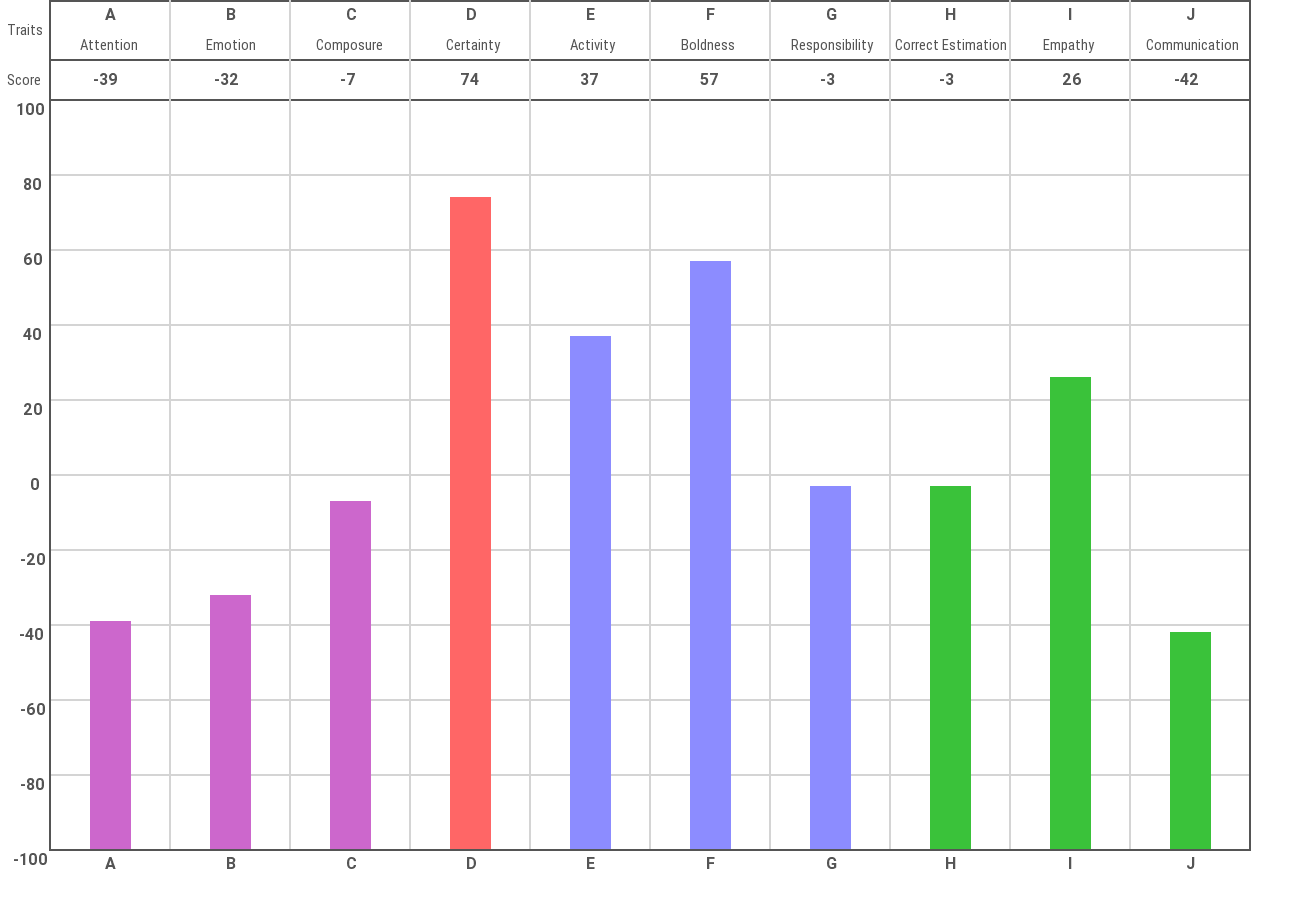 Traits A B C D E F G H I J
Attention Emotion Composure Certainty Activity Boldness Responsibility Correct Estimation Empathy Communication
Score -39 -32 -7 74 37 57 -3 -3 26 -42
100
80
60
40
20
0
-20
-40
-60
-80
-100
A B C D E F G H I J